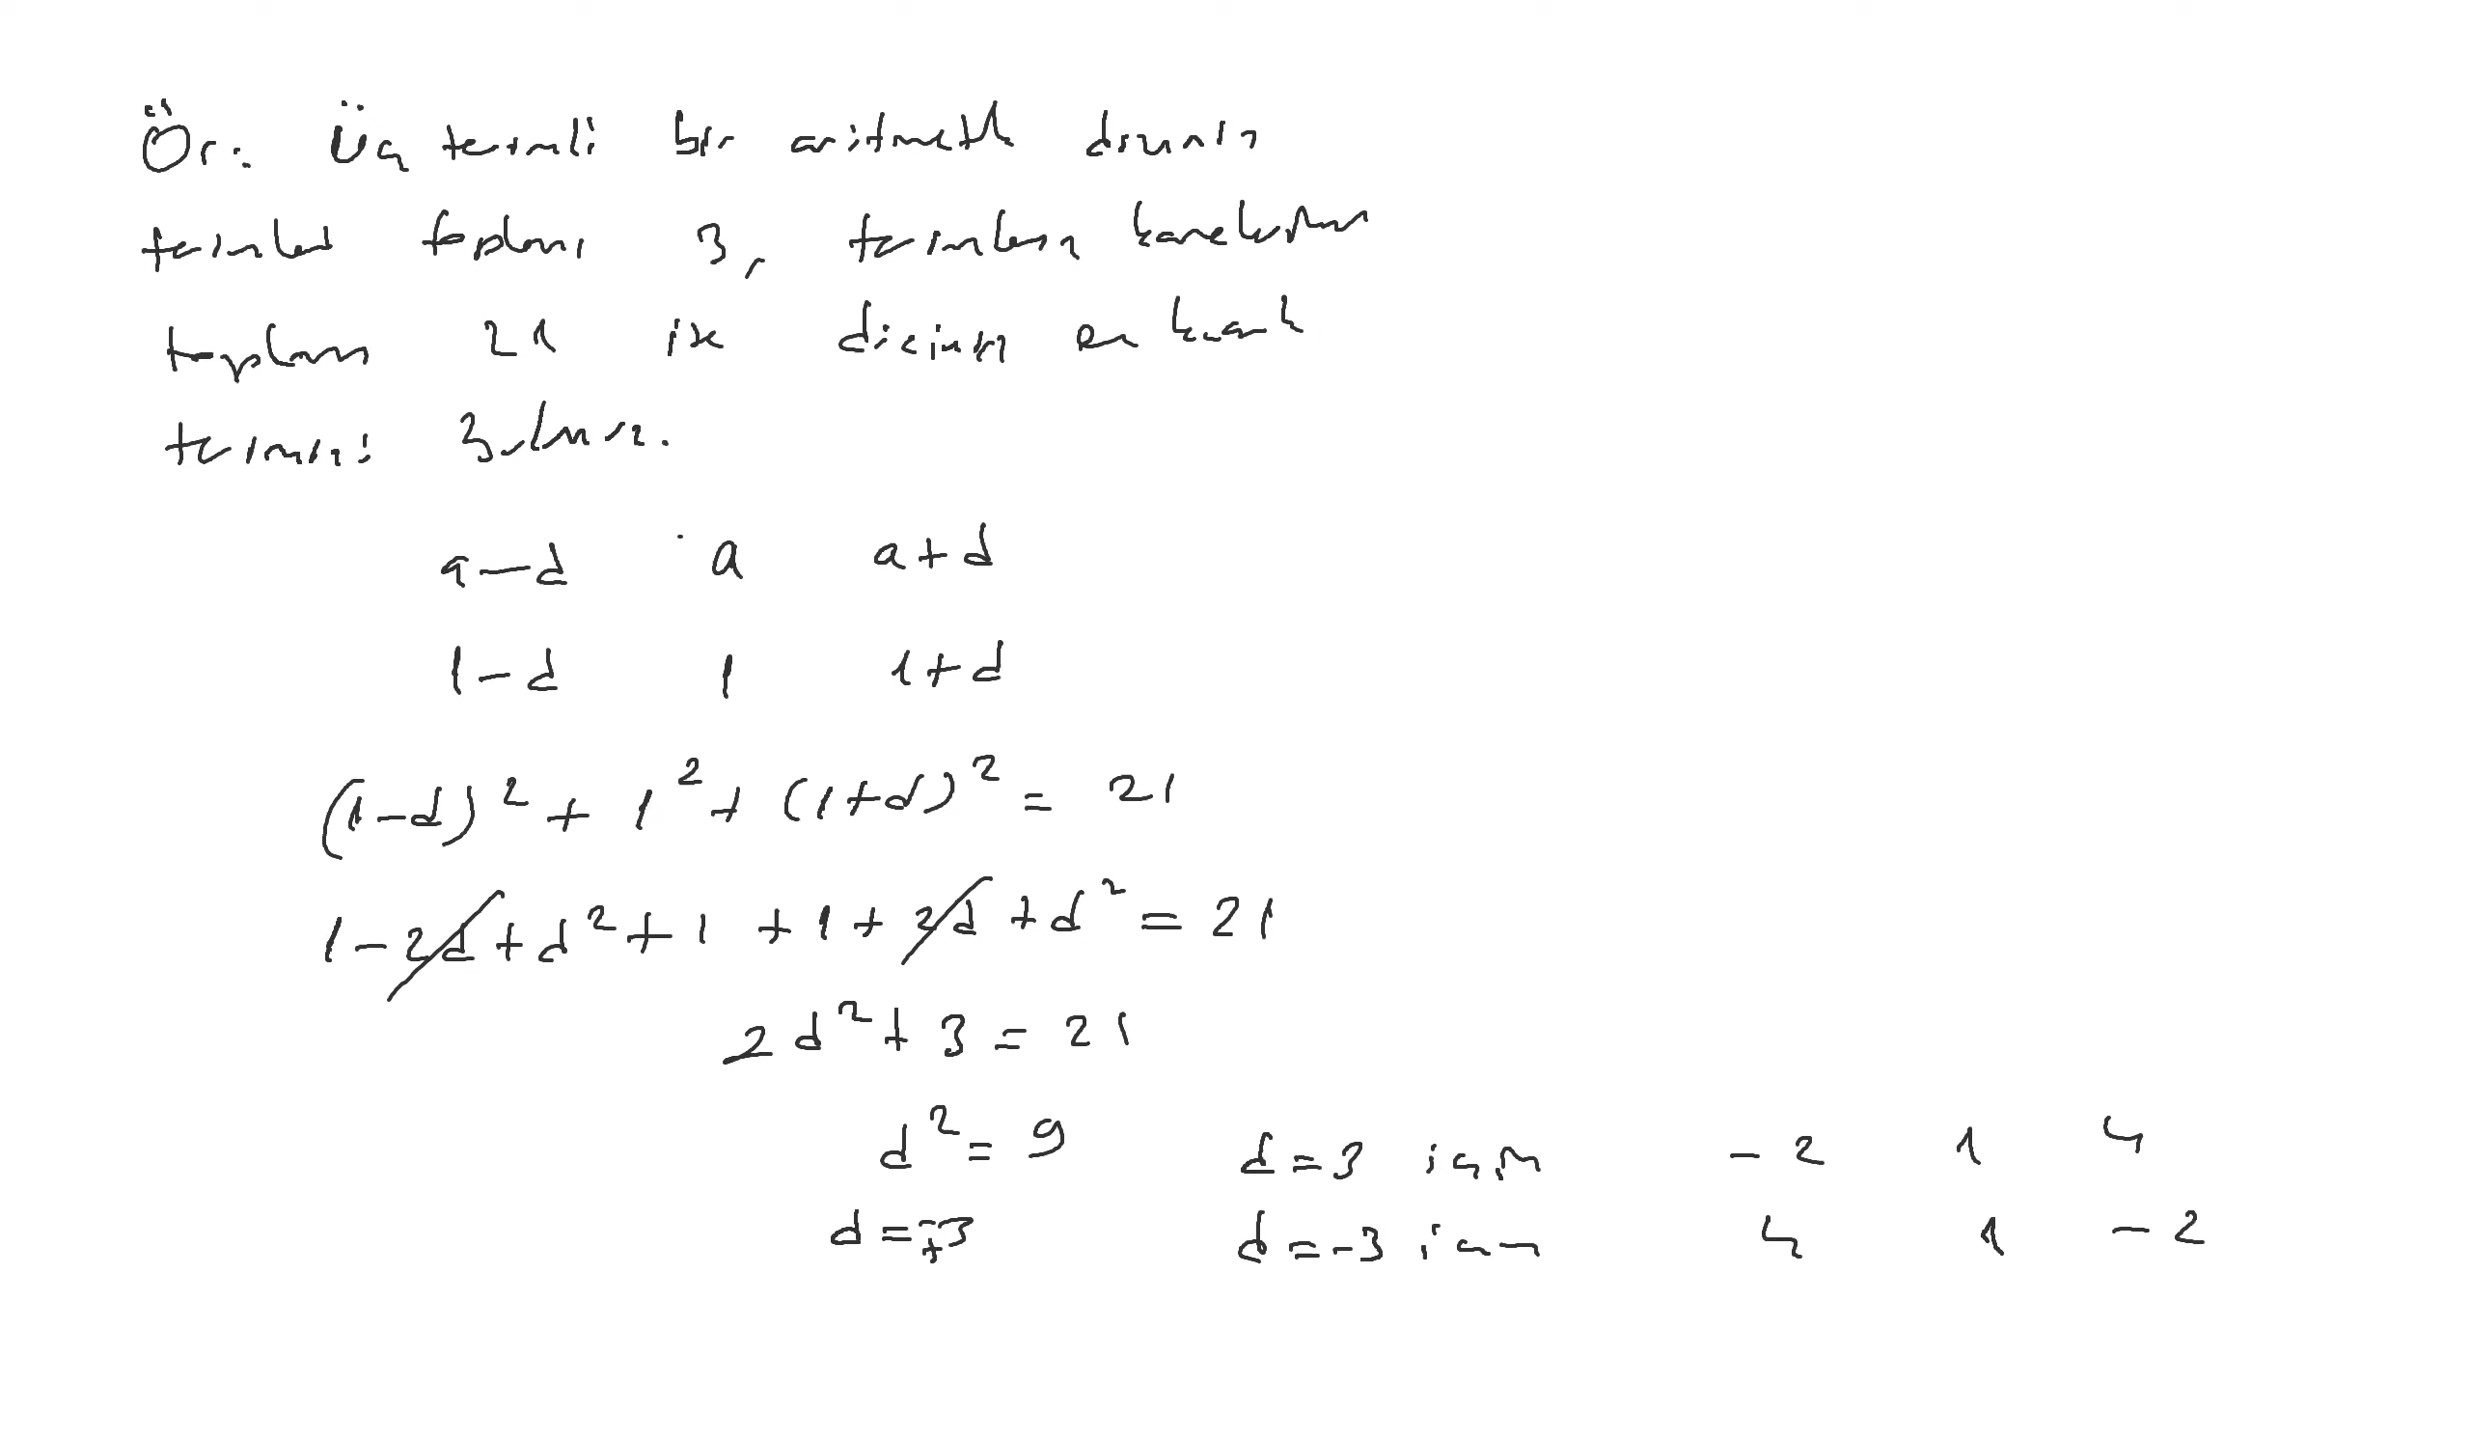 Ör: Üç terimli bir aritmetik dizinin
terimleri toplamı 3, terimlerin karelerinin
toplamı 21 ise dizinin en küçük
terimini bulunuz.
a-d a a+d
1-d 1 1+d
(1-d)² + 1² + (1+d)² = 21
1-2d+d²+1+1+2d+d² = 21
2d²+3 = 21
d² = 9 d=3 için -2 1 4
d=∓3 d=-3 için 4 1 -2